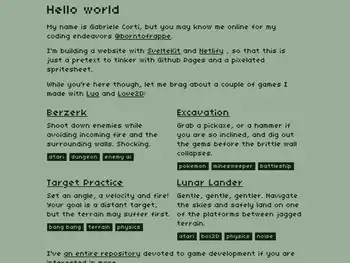 Hello world
My name is Gabriele Corti, but you may know me online for my
coding endeavors @borntofrappe.
I'm building a website with SvelteKit and Netlify , so that this is
just a pretext to tinker with Github Pages and a pixelated
spritesheet.
While you're here though, let me brag about a couple of games I
made with Lua and Love2D:
Berzerk
Shoot down enemies while
avoiding incoming fire and the
surrounding walls. Shocking.
atari dungeon enemy ai
Excavation
Grab a pickaxe, or a hammer if
you are so inclined, and dig out
the gems before the brittle wall
collapses.
pokemon minesweeper battleship
Target Practice
Set an angle, a velocity and fire!
Your goal is a distant target,
but the terrain may suffer first.
bang bang terrain physics
Lunar Lander
Gentle, gentle, gentler. Navigate
the skies and safely land on one
of the platforms between jagged
terrain.
atari box2d physics noise
I've an entire repository devoted to game development if you are
interested in more.